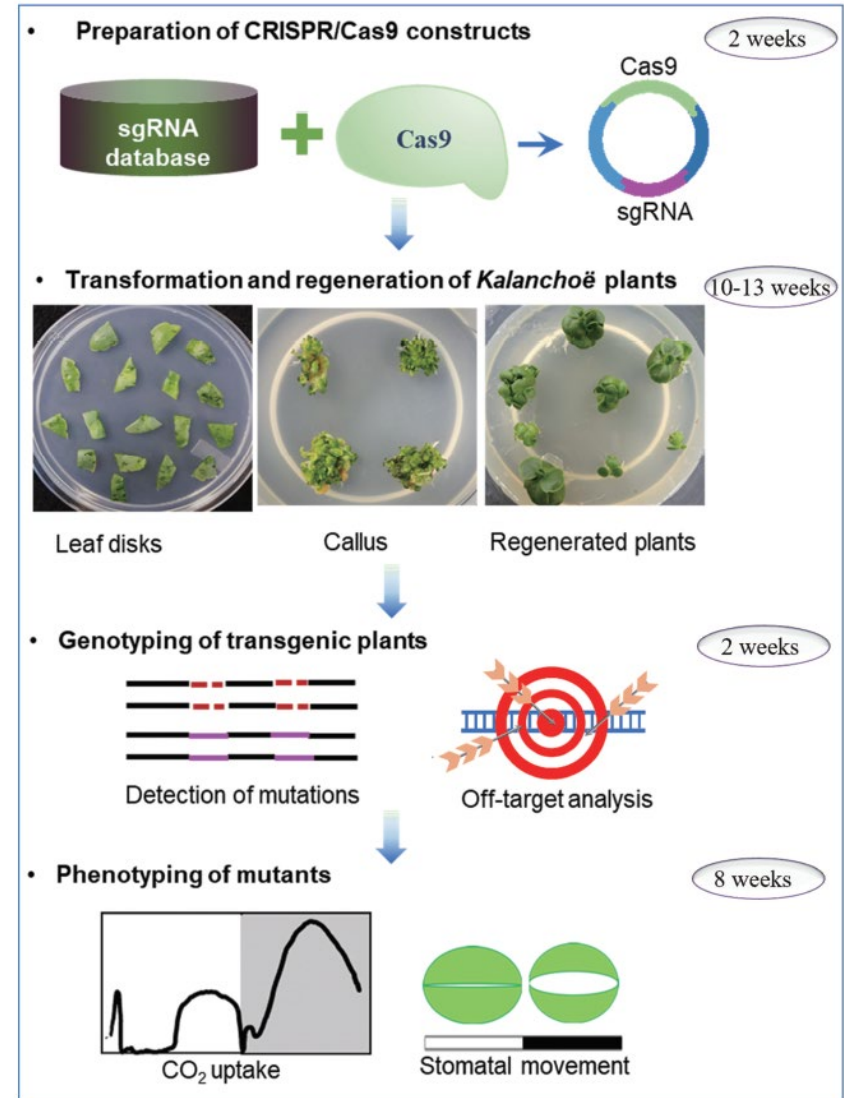 • Preparation of CRISPR/Cas9 constructs
2 weeks
sgRNA
database
Cas9
Cas9
sgRNA
• Transformation and regeneration of Kalanchoë plants
10-13 weeks
Leaf disks
Callus
Regenerated plants
• Genotyping of transgenic plants
2 weeks
Detection of mutations
Off-target analysis
• Phenotyping of mutants
8 weeks
CO₂ uptake
Stomatal movement